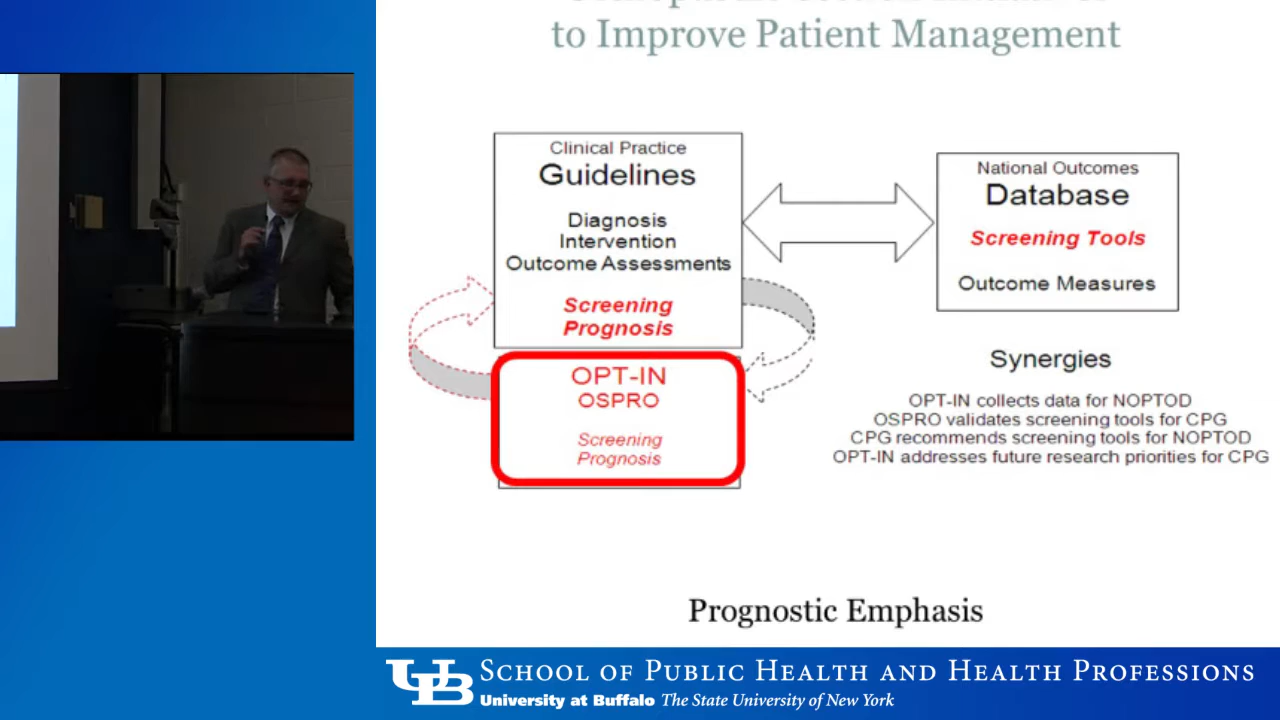 to Improve Patient Management
Clinical Practice
Guidelines
Diagnosis
Intervention
Outcome Assessments
Screening
Prognosis
OPT-IN
OSPRO
Screening
Prognosis
National Outcomes
Database
Screening Tools
Outcome Measures
Synergies
OPT-IN collects data for NOPTOD
OSPRO validates screening tools for CPG
CPG recommends screening tools for NOPTOD
OPT-IN addresses future research priorities for CPG
Prognostic Emphasis
UB SCHOOL OF PUBLIC HEALTH AND HEALTH PROFESSIONS
University at Buffalo The State University of New York